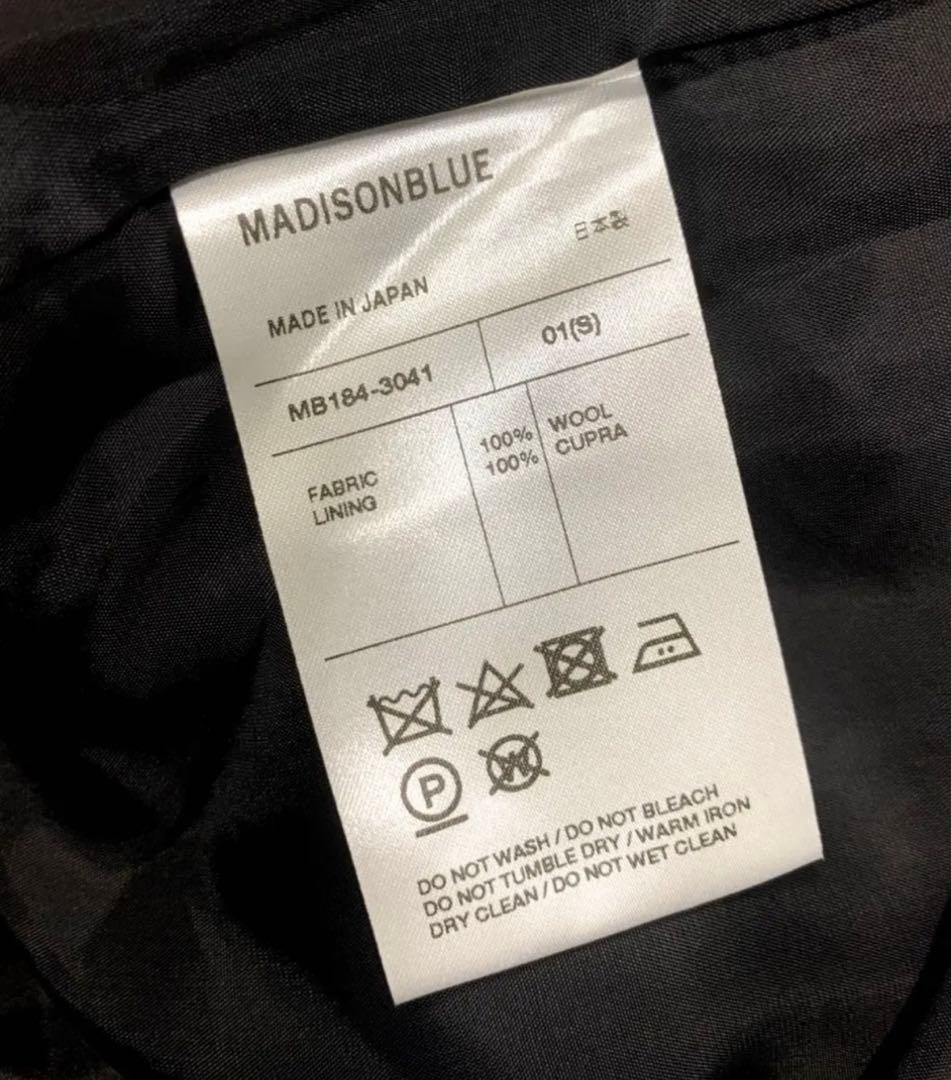 MADISONBLUE
日本製
MADE IN JAPAN
MB184-3041 01(S)
FABRIC 100% WOOL
LINING 100% CUPRA
P
W
DO NOT WASH / DO NOT BLEACH
DO NOT TUMBLE DRY / WARM IRON
DRY CLEAN / DO NOT WET CLEAN